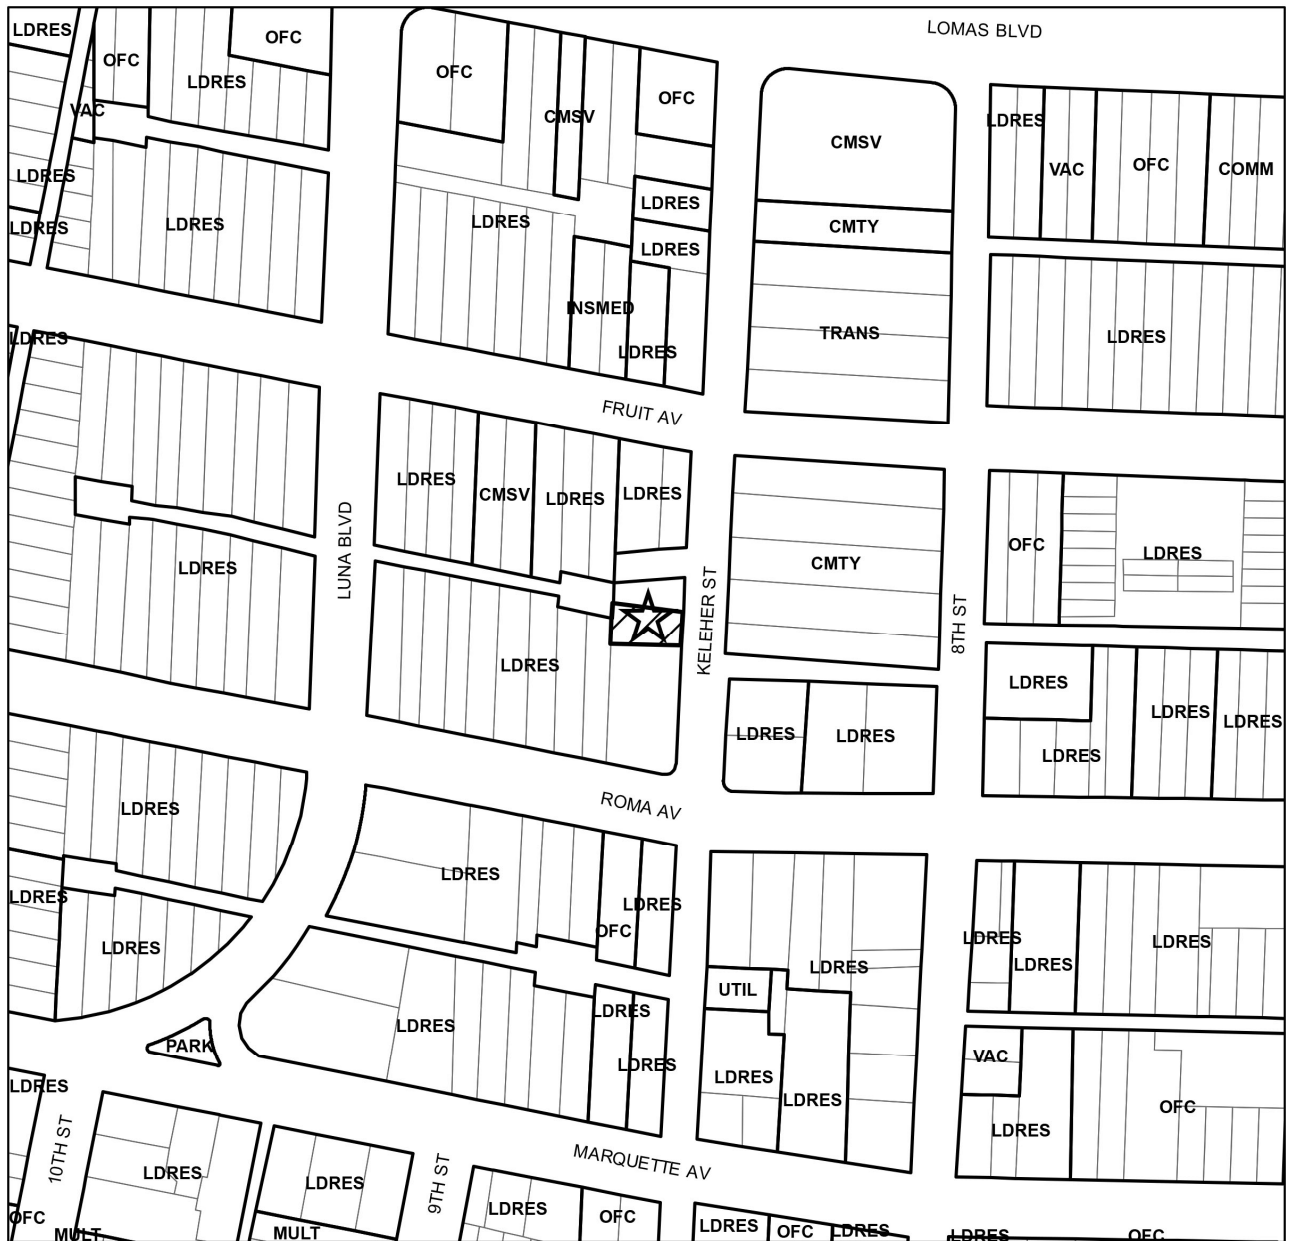 LDRES
OFC
OFC
LDRES
VAC
OFC
CMSV
OFC
LOMAS BLVD
CMSV
LDRES
VAC
OFC
COMM
LDRES
LDRES
LDRES
LDRES
LDRES
LDRES
CMTY
LDRES
INSMED
LDRES
TRANS
LDRES
LDRES
FRUIT AV
LDRES
CMSV
LDRES
LDRES
LUNA BLVD
LDRES
KELEHER ST
CMTY
8TH ST
OFC
LDRES
LDRES
LDRES
LDRES
LDRES
LDRES
LDRES
LDRES
LDRES
ROMA AV
LDRES
LDRES
LDRES
OFC
LDRES
LDRES
LDRES
LDRES
LDRES
LDRES
UTIL
LDRES
LDRES
LDRES
PARK
LDRES
LDRES
VAC
LDRES
OFC
LDRES
10TH ST
LDRES
LDRES
9TH ST
MARQUETTE AV
OFC
MULT
MULT
LDRES
OFC
LDRES
OFC
LDRES
LDRES
OFC